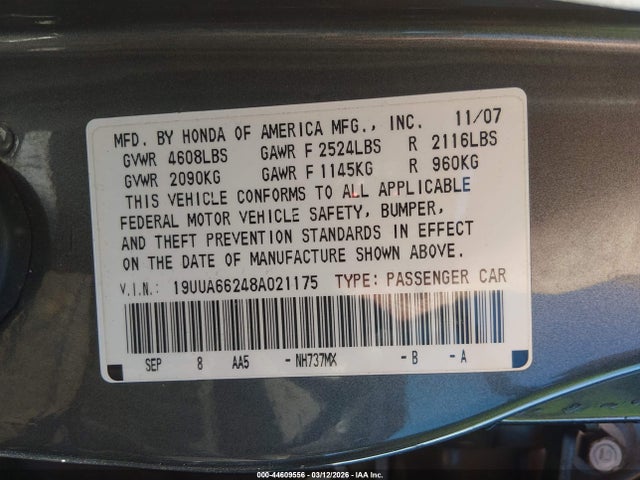 MFD. BY HONDA OF AMERICA MFG., INC. 11/07
GVWR 4608LBS GAWR F 2524LBS R 2116LBS
GVWR 2090KG GAWR F 1145KG R 960KG
THIS VEHICLE CONFORMS TO ALL APPLICABLE
FEDERAL MOTOR VEHICLE SAFETY, BUMPER,
AND THEFT PREVENTION STANDARDS IN EFFECT
ON THE DATE OF MANUFACTURE SHOWN ABOVE.
V.I.N.: 19UUA66248A021175 TYPE: PASSENGER CAR
SEP 8 AA5 -NH737MX -B -A
000-44609556 - 03/12/2026 - IAA Inc.